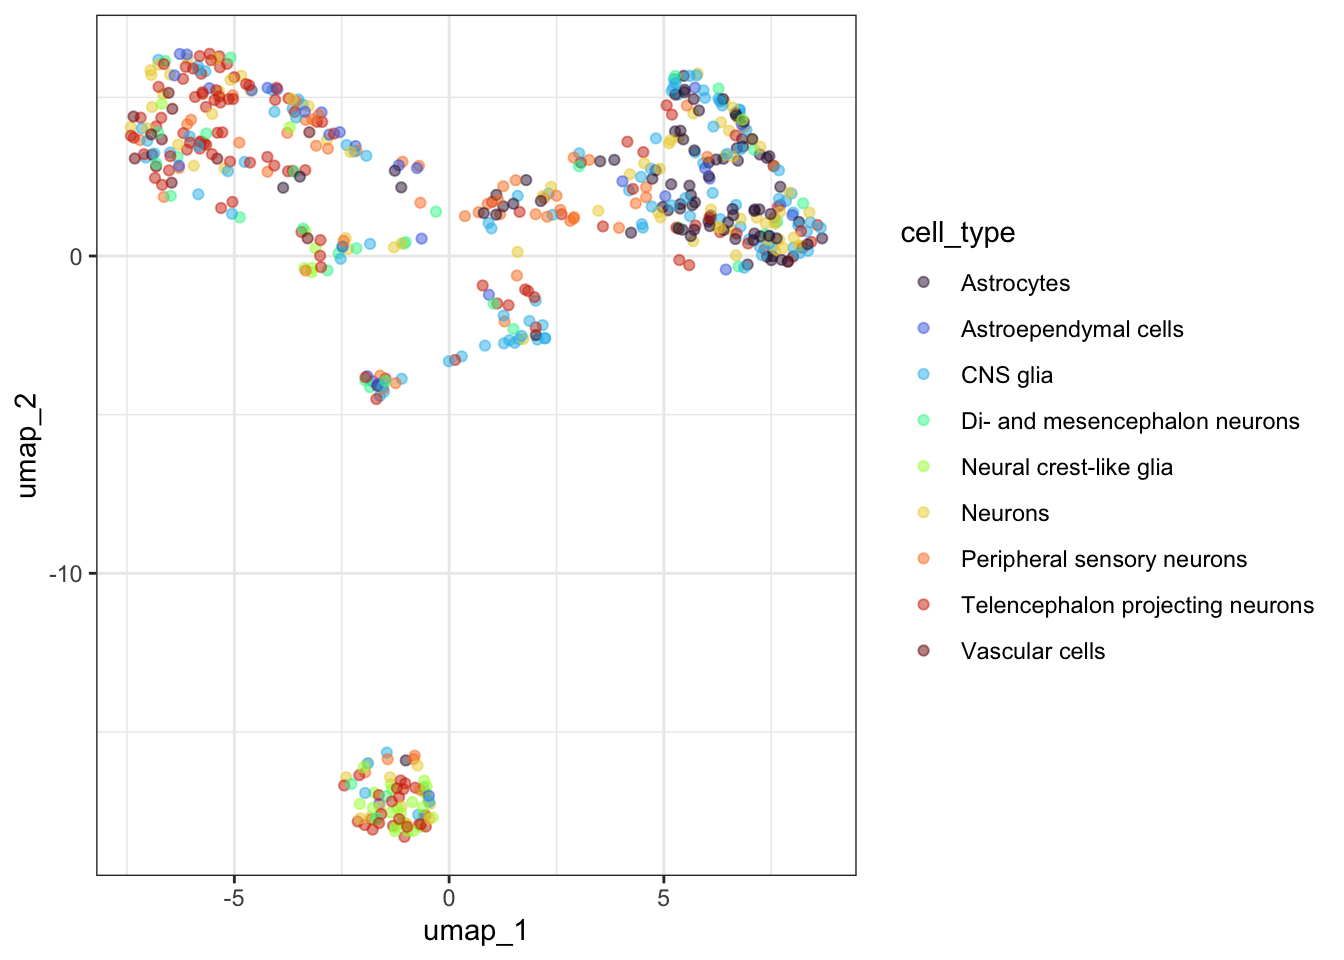 0
-10
umap_2
-5
0
5
umap_1
cell_type
Astrocytes
Astroependymal cells
CNS glia
Di- and mesencephalon neurons
Neural crest-like glia
Neurons
Peripheral sensory neurons
Telencephalon projecting neurons
Vascular cells